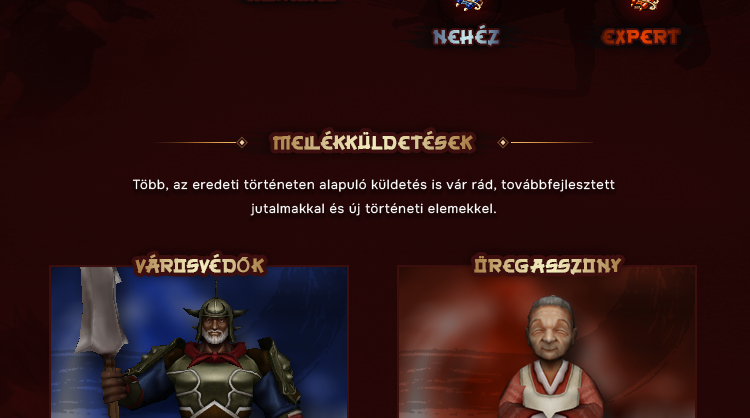 NEHÉZ
EXPERT
MELLÉKKÜLDETÉSEK
Több, az eredeti történeten alapuló küldetés is vár rád, továbbfejlesztett
jutalmakkal és új történeti elemekkel.
VÁROSVÉDŐK
ÖREGASSZONY